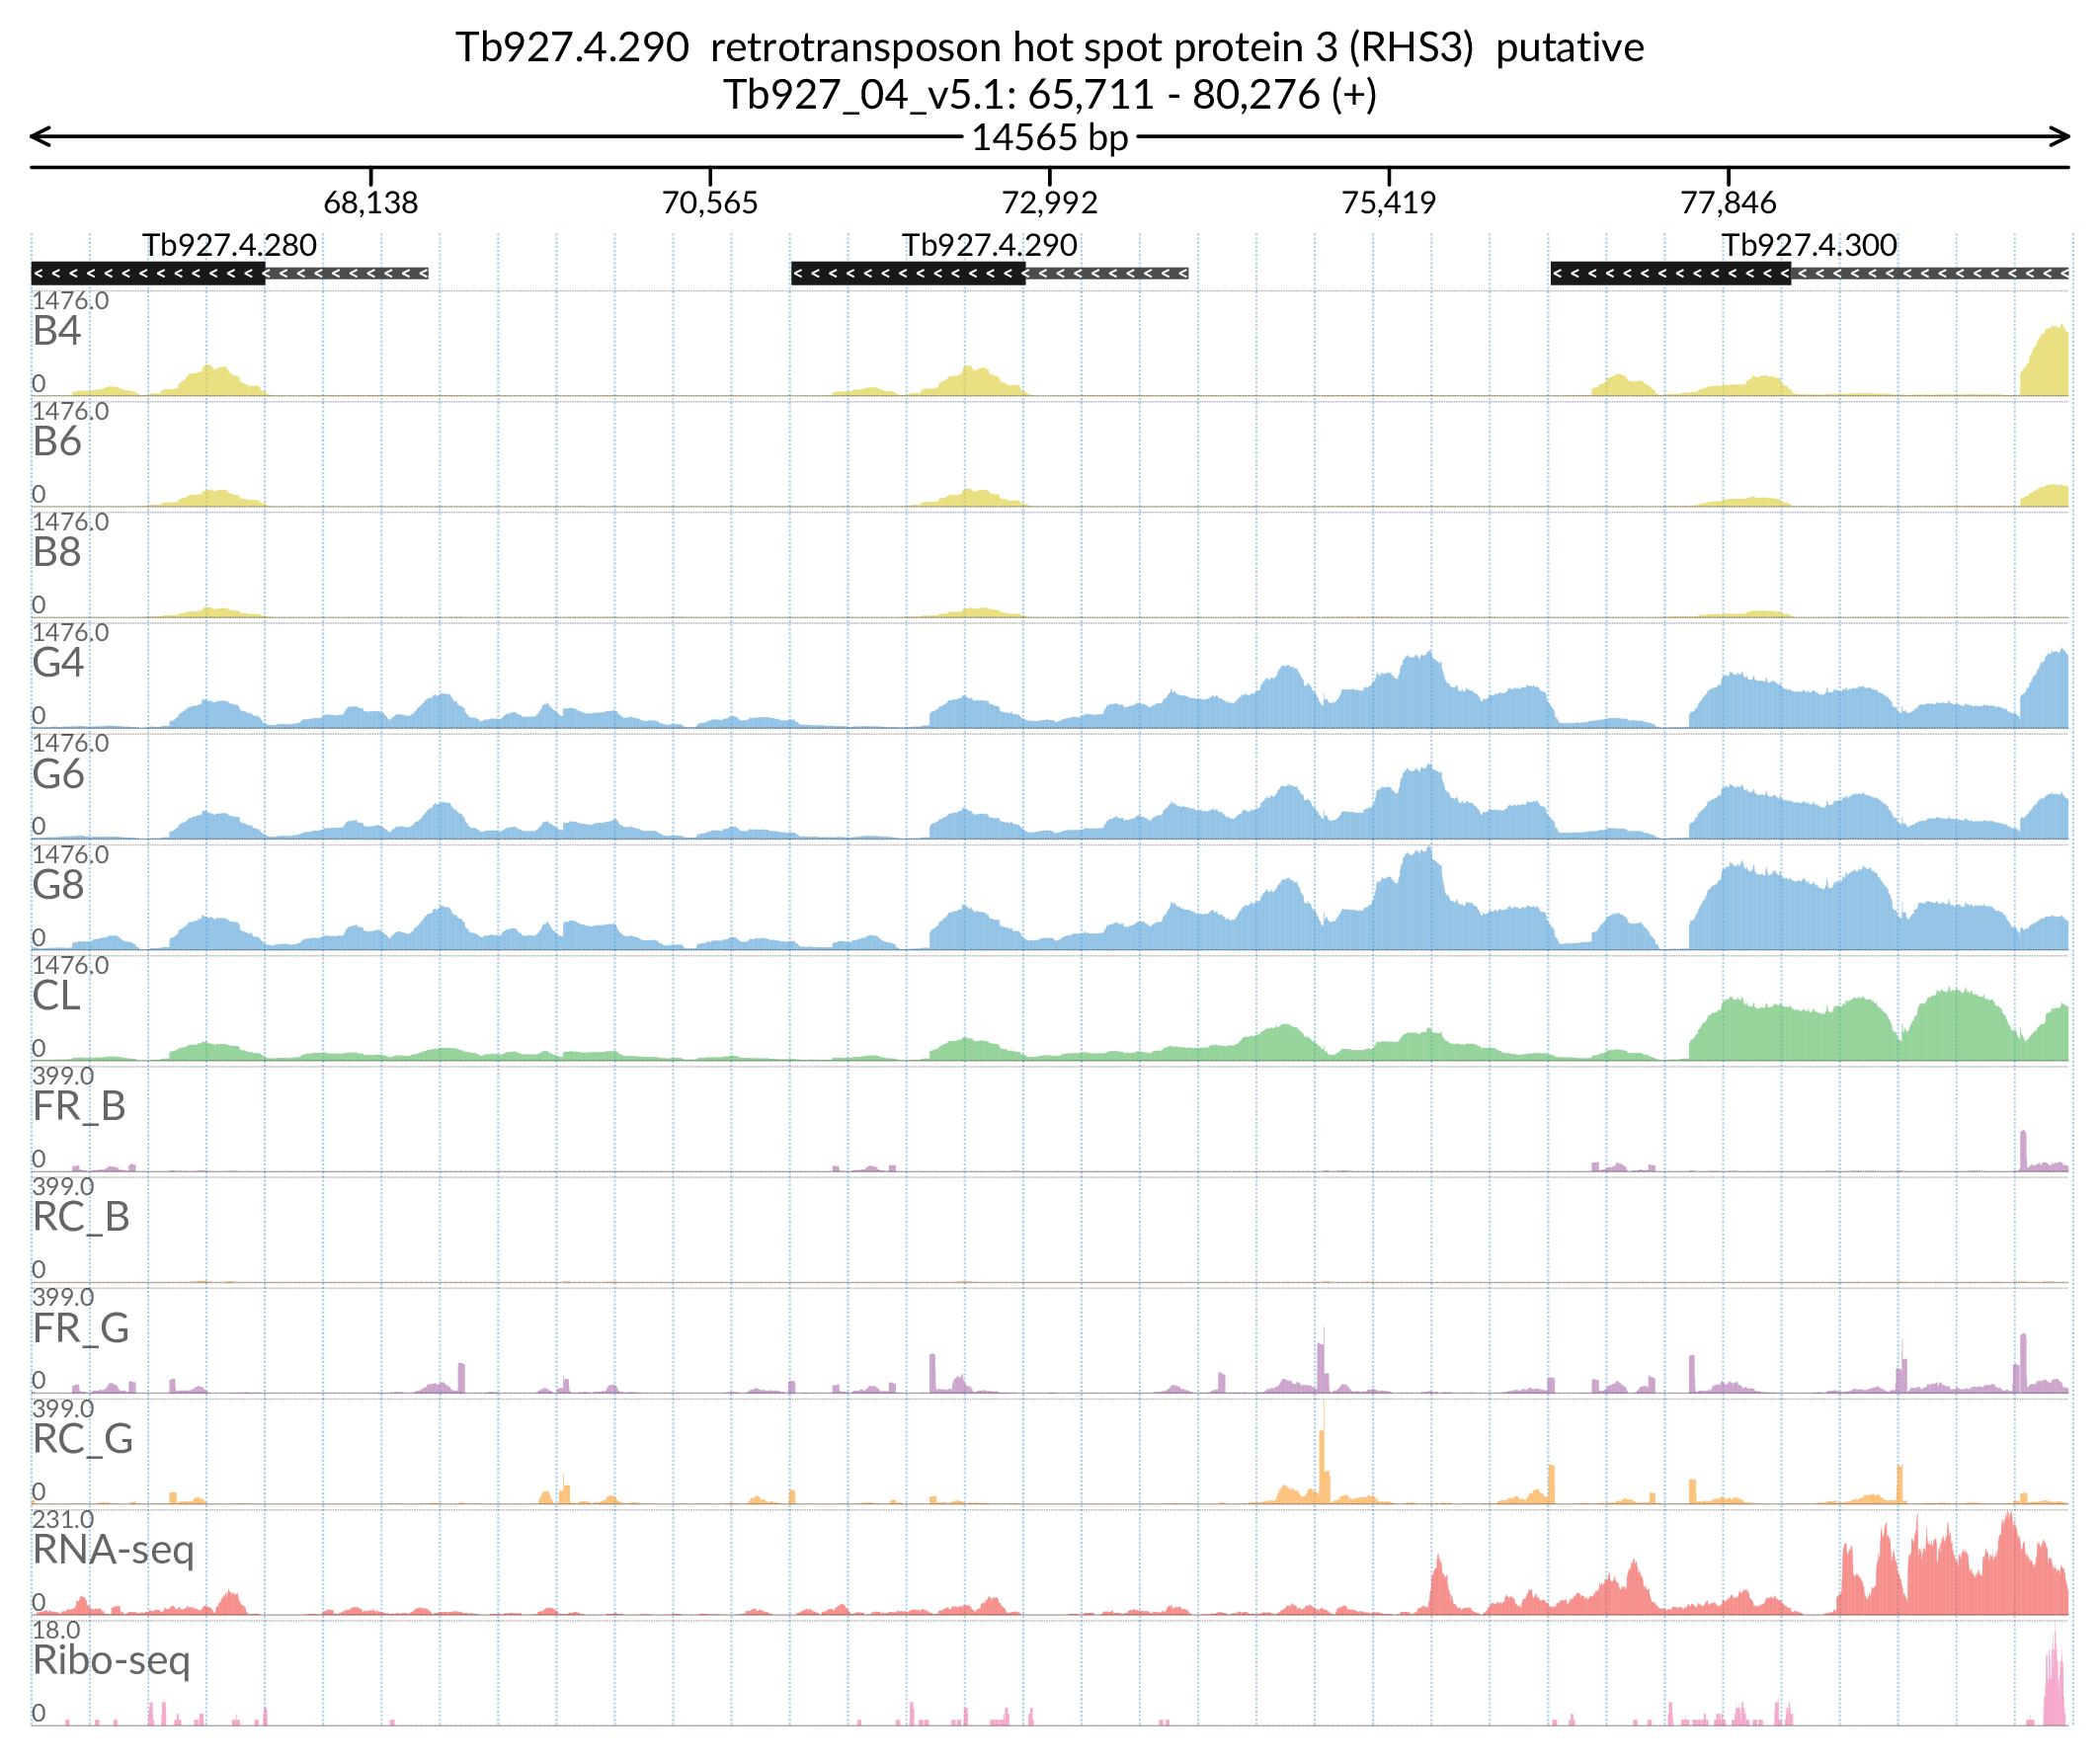 Tb927.4.290 retrotransposon hot spot protein 3 (RHS3) putative
Tb927_04_v5.1: 65,711 - 80,276 (+)
14565 bp
68,138 70,565 72,992 75,419 77,846
Tb927.4.280 Tb927.4.290 Tb927.4.300
1476.0
B4
0
1476.0
B6
0
1476.0
B8
0
1476.0
G4
0
1476.0
G6
0
1476.0
G8
0
1476.0
CL
0
399.0
FR_B
0
399.0
RC_B
0
399.0
FR_G
0
399.0
RC_G
0
231.0
RNA-seq
0
18.0
Ribo-seq
0